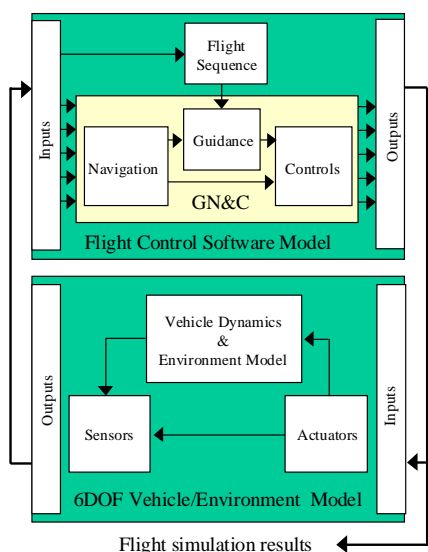 Inputs
Flight
Sequence
Outputs
Navigation
Guidance
Controls
GN&C
Flight Control Software Model
Outputs
Vehicle Dynamics
&
Environment Model
Inputs
Sensors
Actuators
6DOF Vehicle/Environment Model
Flight simulation results